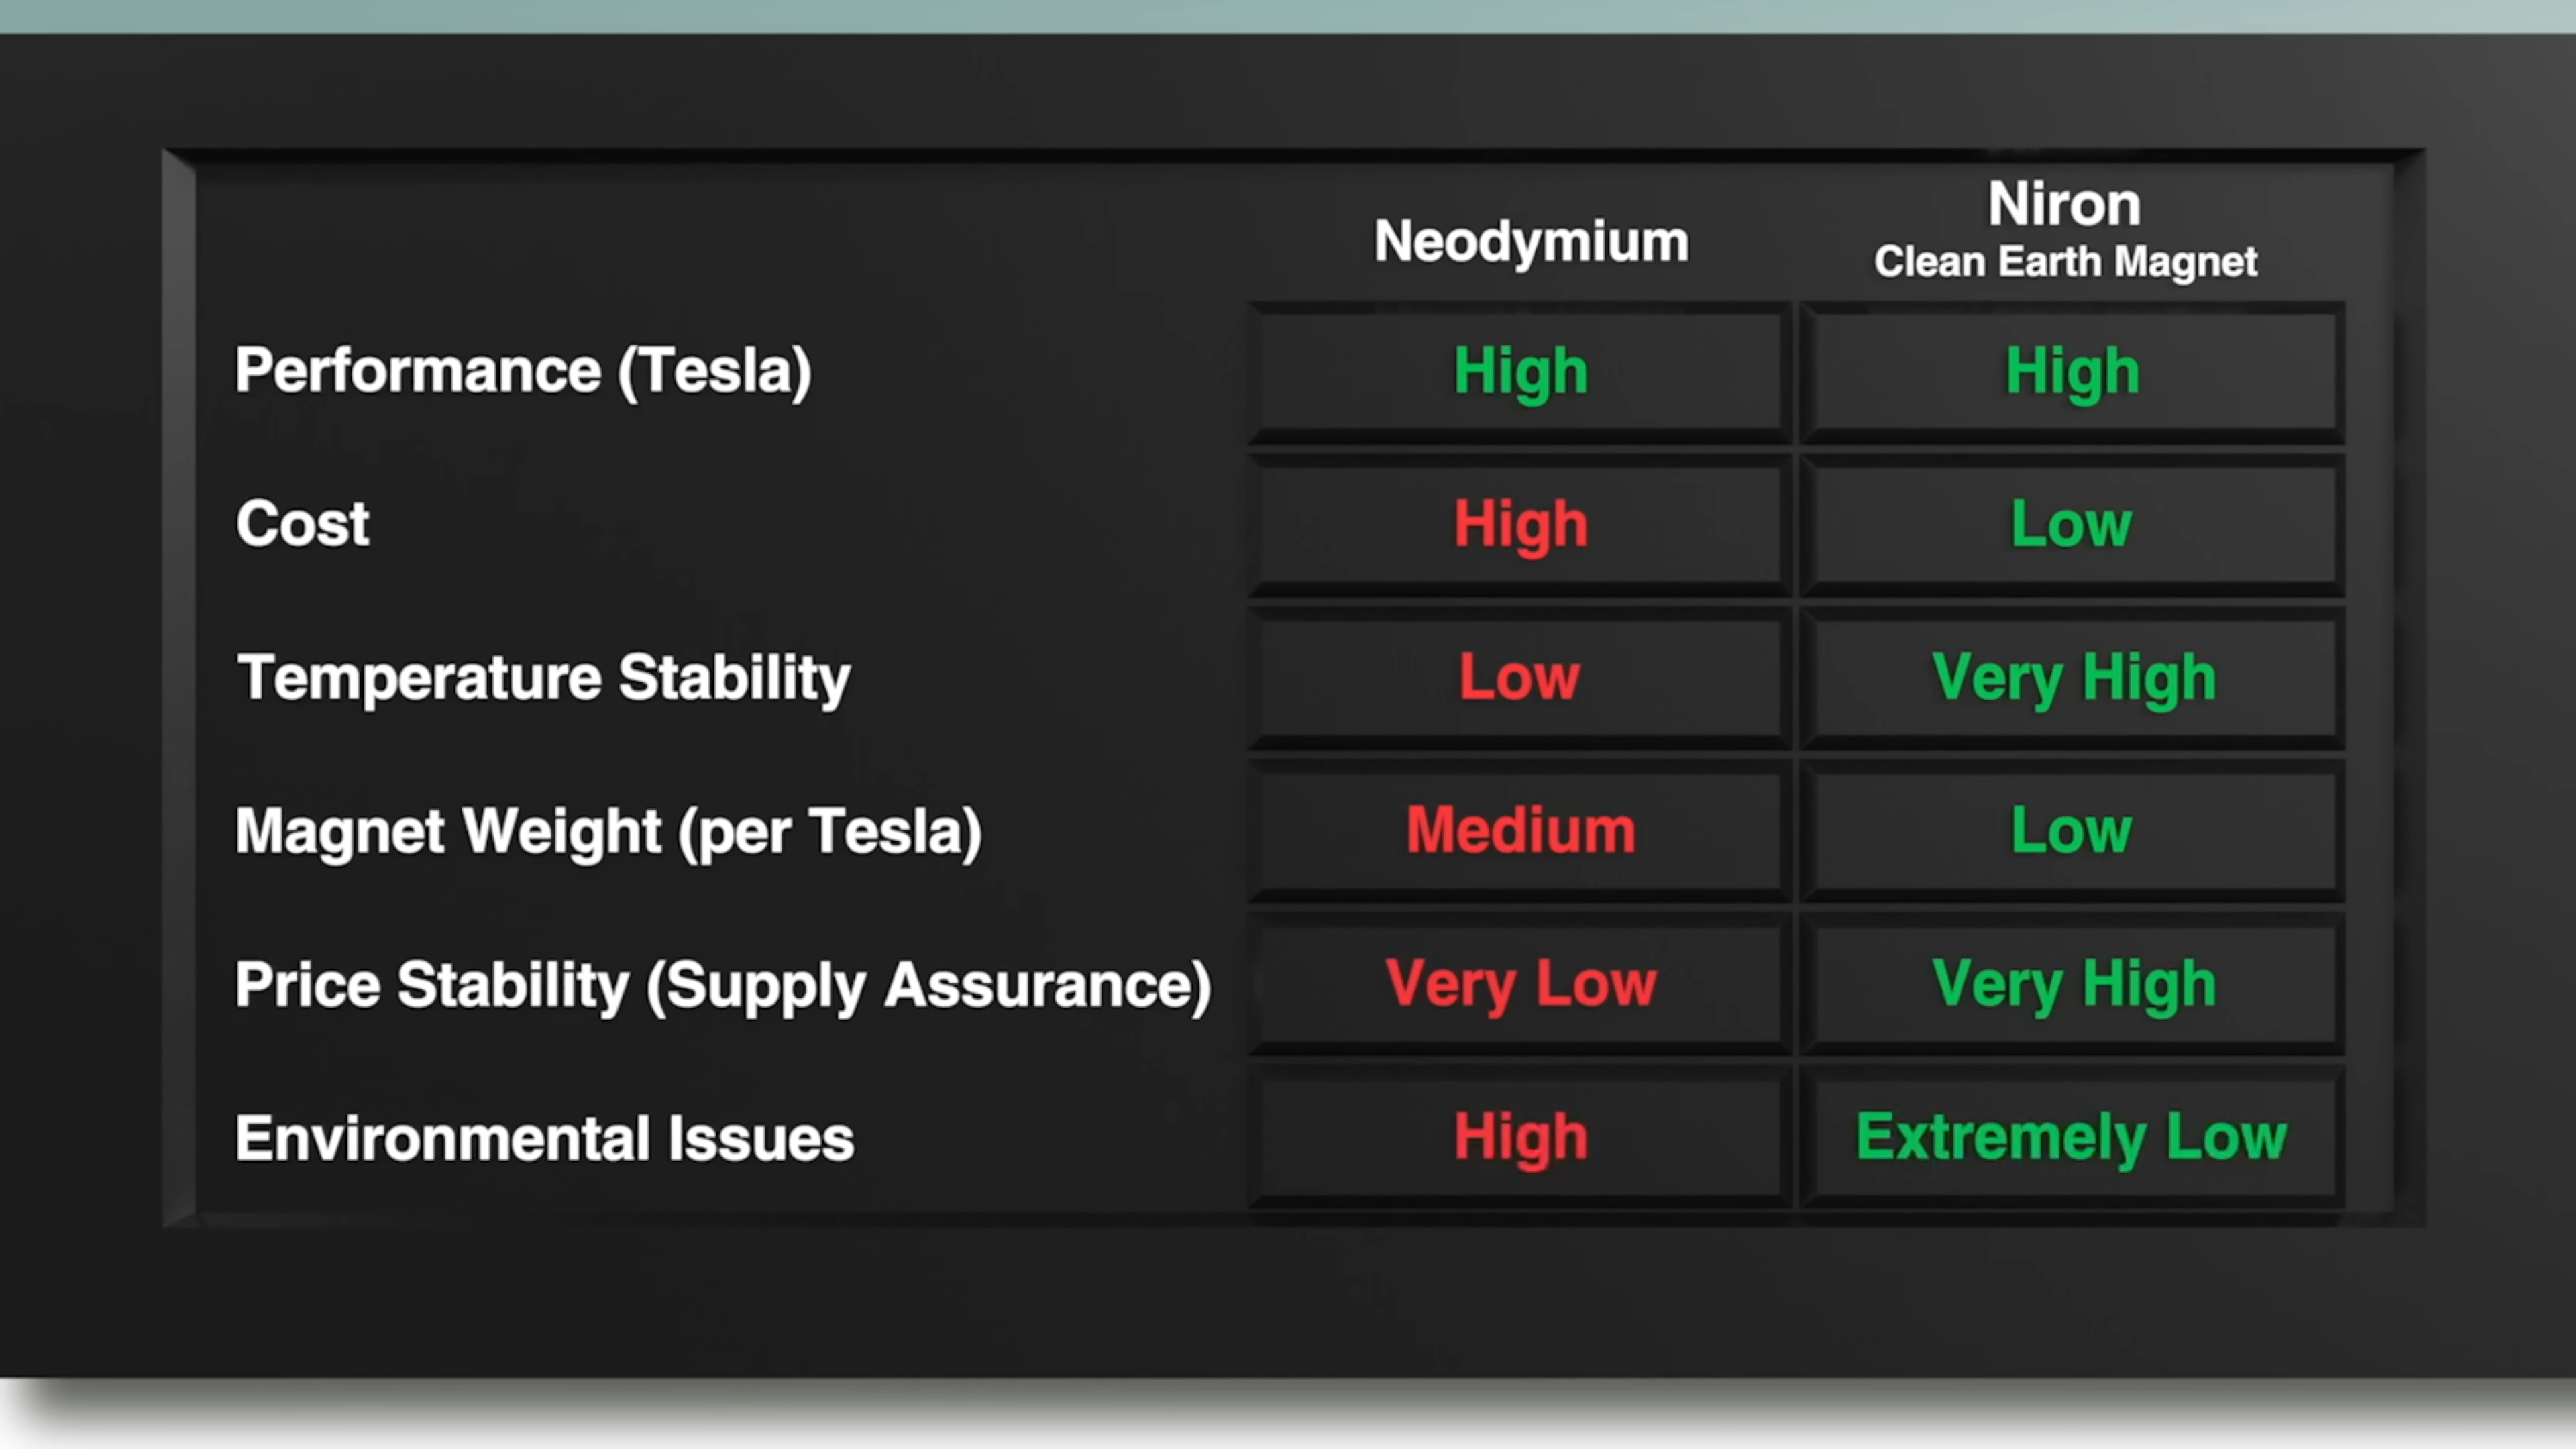 Neodymium
Niron
Clean Earth Magnet
Performance (Tesla) High High
Cost High Low
Temperature Stability Low Very High
Magnet Weight (per Tesla) Medium Low
Price Stability (Supply Assurance) Very Low Very High
Environmental Issues High Extremely Low